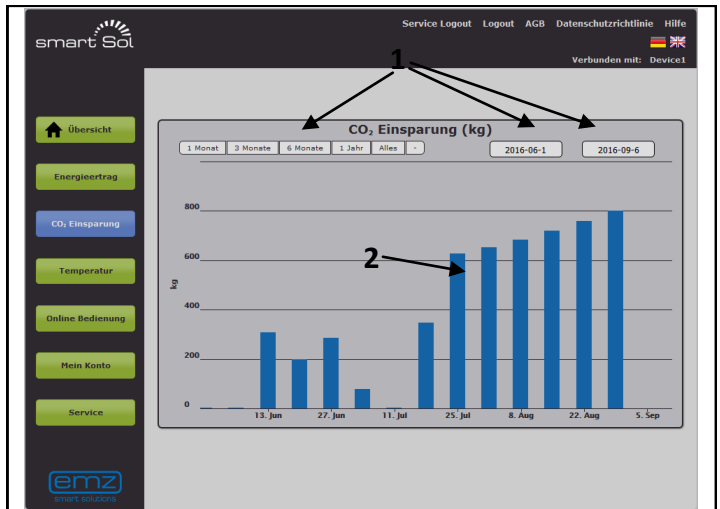 Service Logout Logout AGB Datenschutzrichtlinie Hilfe
smart Sol
Verbunden mit: Device1
1
Übersicht
Energieertrag
CO₂ Einsparung
Temperatur
Online Bedienung
Mein Konto
Service
emz
smart solutions
CO₂ Einsparung (kg)
1 Monat 3 Monate 6 Monate 1 Jahr Alles -
2016-06-1 2016-09-6
2
kg
800
600
400
200
0
13. Jun 27. Jun 11. Jul 25. Jul 8. Aug 22. Aug 5. Sep